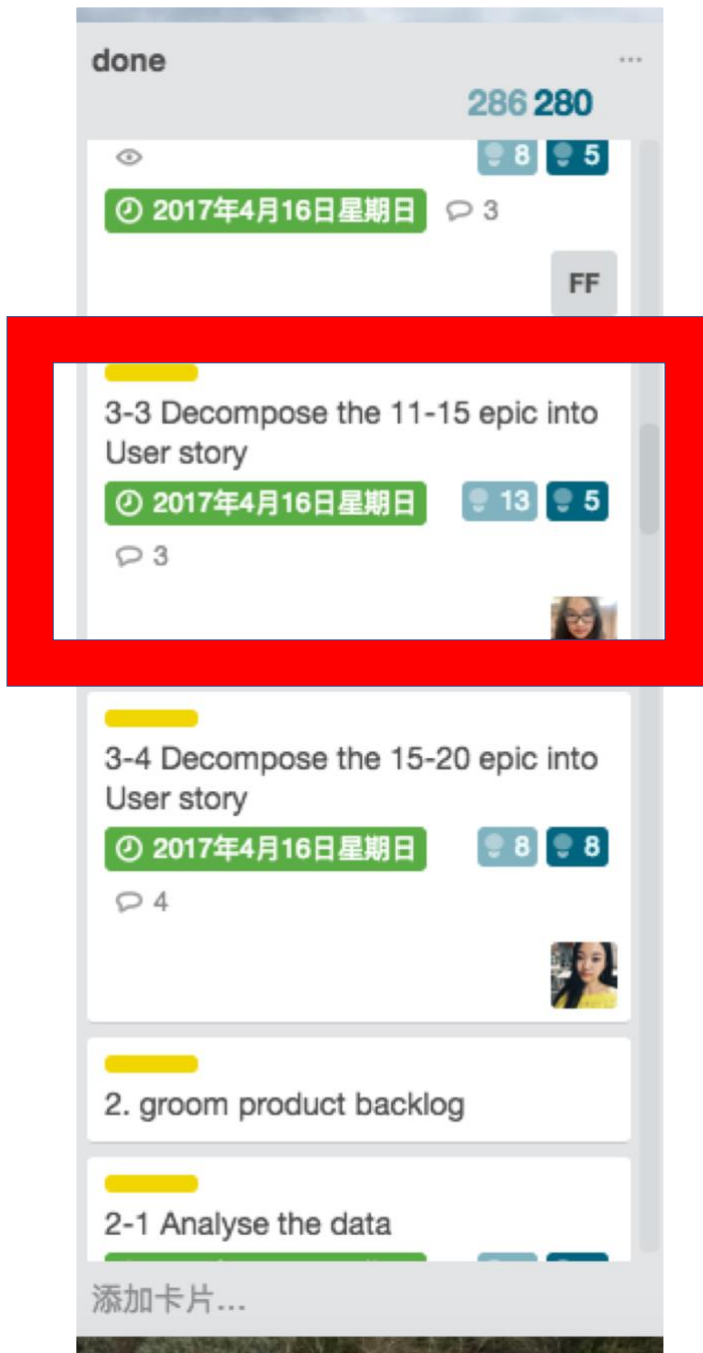 done
286 280
8 5
2017年4月16日星期日 3
FF
3-3 Decompose the 11-15 epic into
User story
2017年4月16日星期日 13 5
3
3-4 Decompose the 15-20 epic into
User story
2017年4月16日星期日 8 8
4
2. groom product backlog
2-1 Analyse the data
添加卡片...